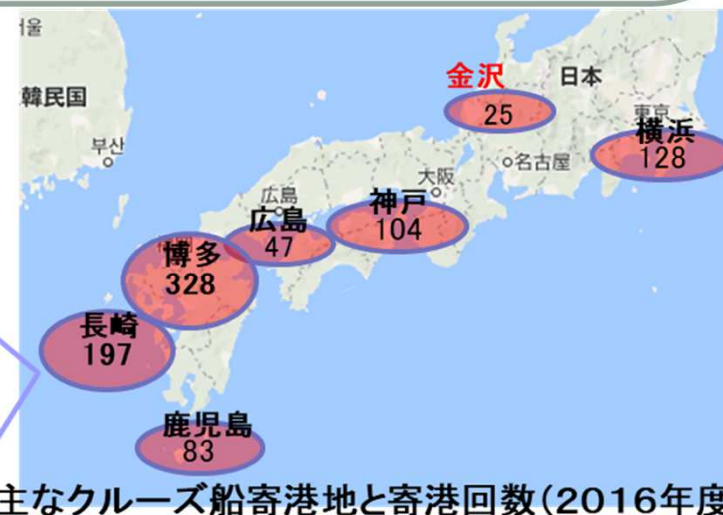 韓民国
부산
金沢
25
日本
東京
横浜
128
名古屋
大阪
神戸
104
広島
広島
47
博多
328
長崎
197
鹿児島
83
主なクルーズ船寄港地と寄港回数(2016年度